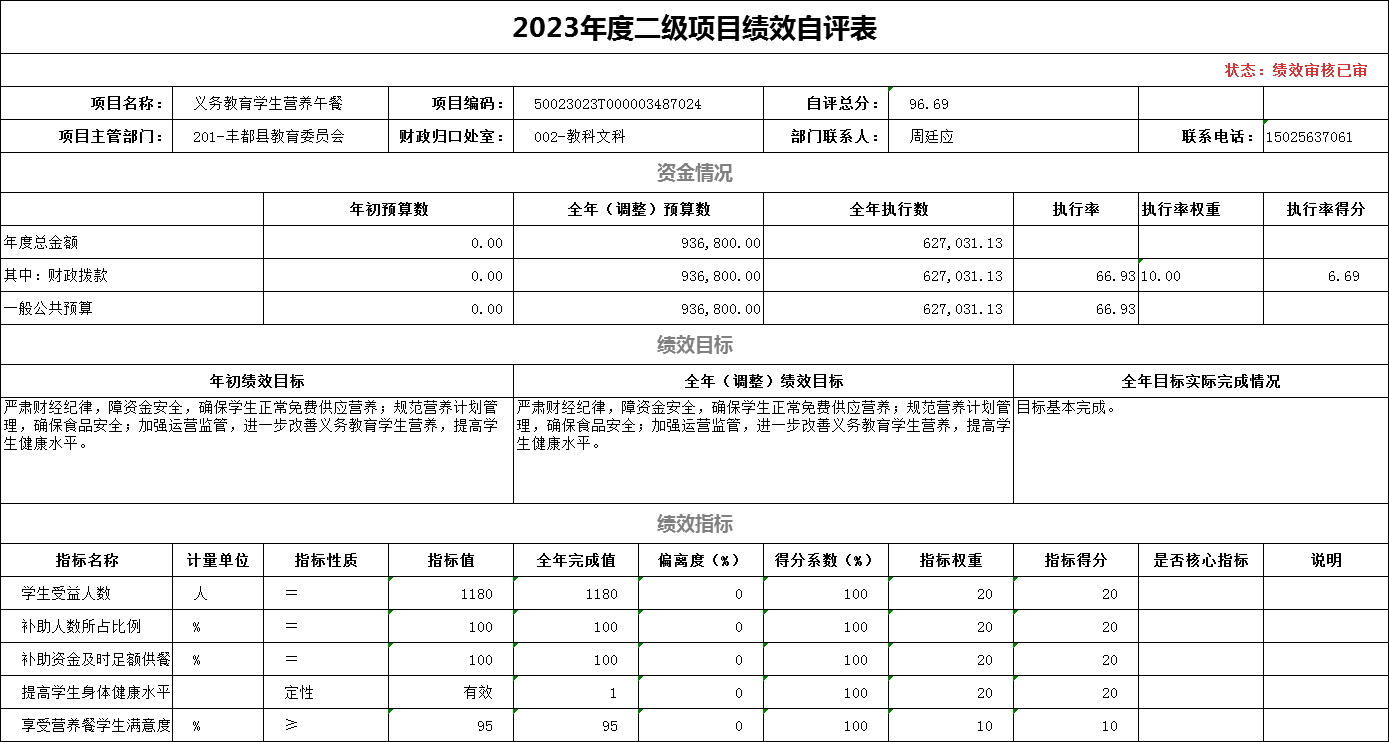 2023年度二级项目绩效自评表
状态：绩效审核已审
项目名称： 义务教育学生营养午餐 项目编码： 50023023T000003487024 自评总分： 96.69
项目主管部门： 201-丰都县教育委员会 财政归口处室： 002-教科文科 部门联系人： 周廷应 联系电话： 15025637061
资金情况
年初预算数 全年（调整）预算数 全年执行数 执行率 执行率权重 执行率得分
年度总金额 0.00 936,800.00 627,031.13
其中：财政拨款 0.00 936,800.00 627,031.13 66.93 10.00 6.69
一般公共预算 0.00 936,800.00 627,031.13 66.93
绩效目标
年初绩效目标 全年（调整）绩效目标 全年目标实际完成情况
严肃财经纪律，障资金安全，确保学生正常免费供应营养；规范营养计划管
理，确保食品安全；加强运营监管，进一步改善义务教育学生营养，提高学
生健康水平。
严肃财经纪律，障资金安全，确保学生正常免费供应营养；规范营养计划管
理，确保食品安全；加强运营监管，进一步改善义务教育学生营养，提高学
生健康水平。
目标基本完成。
绩效指标
指标名称 计量单位 指标性质 指标值 全年完成值 偏离度（%） 得分系数（%） 指标权重 指标得分 是否核心指标 说明
学生受益人数 人 ＝ 1180 1180 0 100 20 20
补助人数所占比例 % ＝ 100 100 0 100 20 20
补助资金及时足额供餐 % ＝ 100 100 0 100 20 20
提高学生身体健康水平 定性 有效 1 0 100 20 20
享受营养餐学生满意度 % ≥ 95 95 0 100 10 10